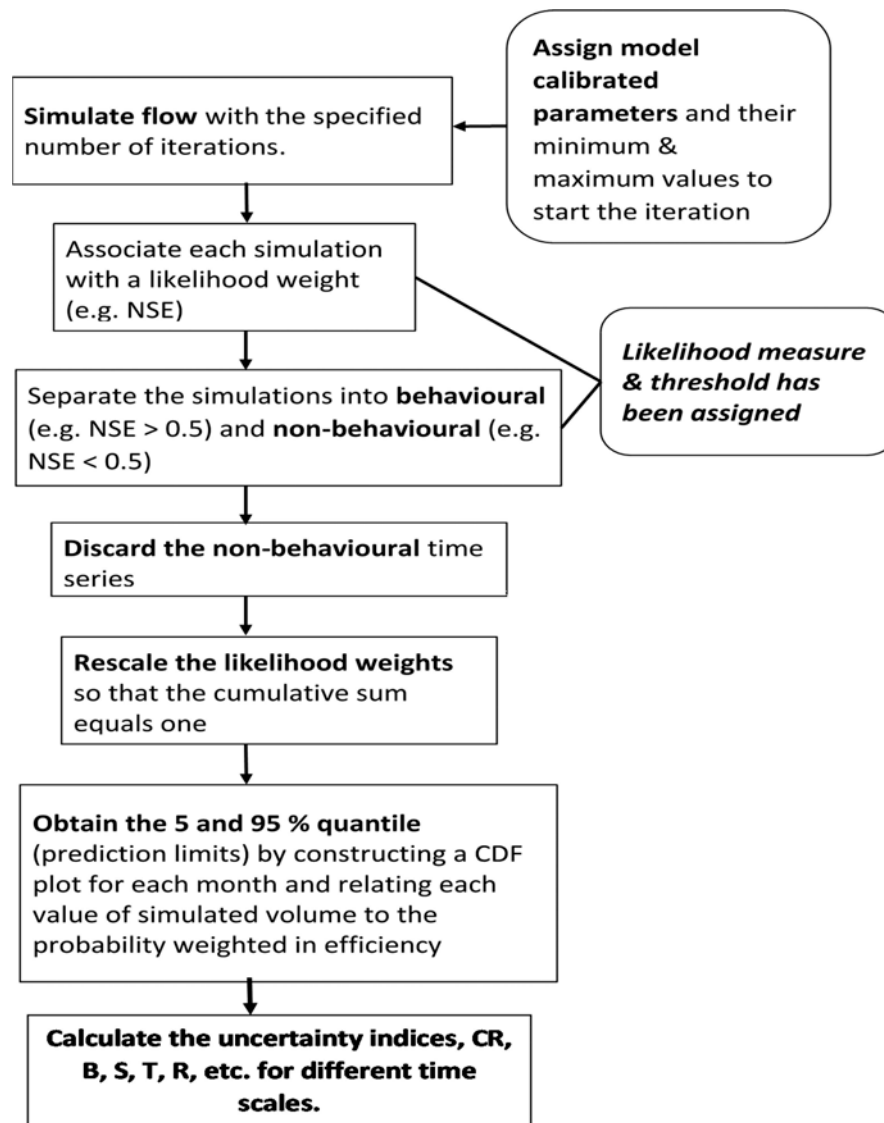 Assign model
calibrated
parameters and their
minimum &
maximum values to
start the iteration
Simulate flow with the specified
number of iterations.
Associate each simulation
with a likelihood weight
(e.g. NSE)
Likelihood measure
& threshold has
been assigned
Separate the simulations into behavioural
(e.g. NSE > 0.5) and non-behavioural (e.g.
NSE < 0.5)
Discard the non-behavioural time
series
Rescale the likelihood weights
so that the cumulative sum
equals one
Obtain the 5 and 95 % quantile
(prediction limits) by constructing a CDF
plot for each month and relating each
value of simulated volume to the
probability weighted in efficiency
Calculate the uncertainty indices, CR,
B, S, T, R, etc. for different time
scales.